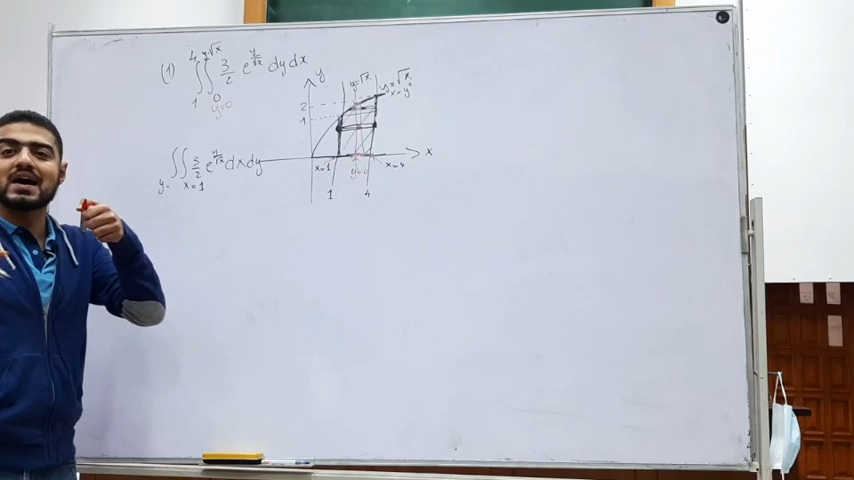 (1) ∫₁⁴ ∫₀^{y=√x} 3/2 e^{y/√x} dy dx
y=0
∫∫ 3/2 e^{y/√x} dx dy
y= x=1
y
y=√x
y=√x
x=y²
2
1
x
x=1
y=0
x=4
1
4